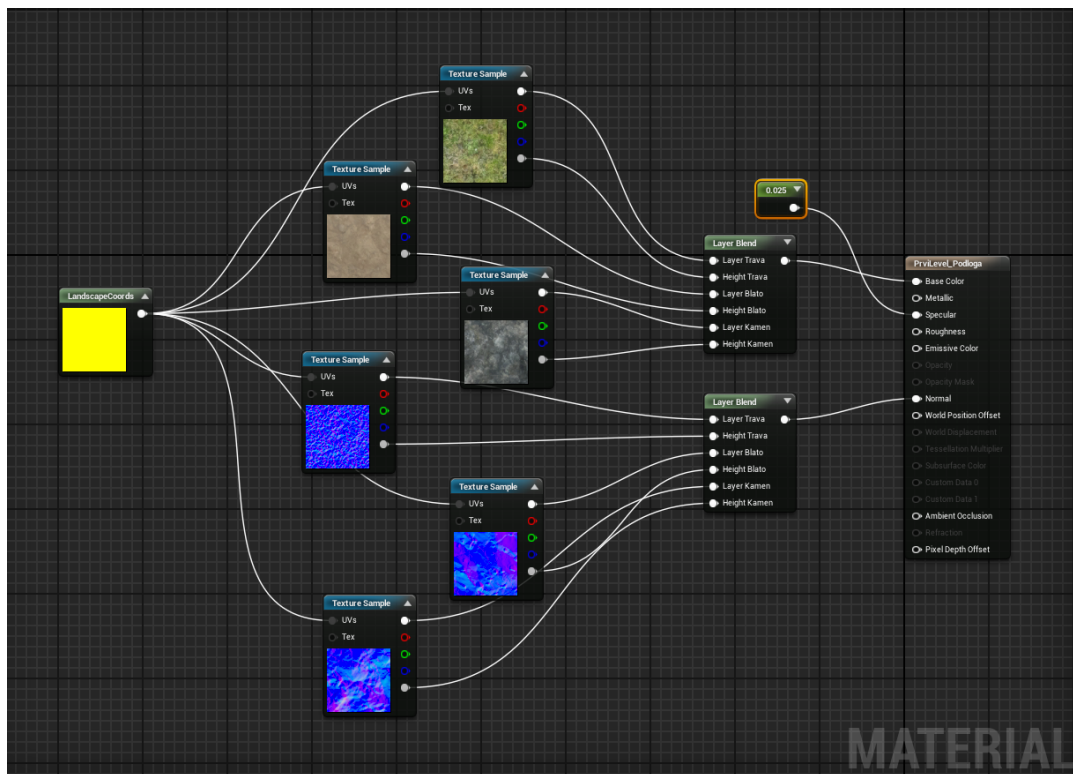 Texture Sample
UVs
Tex
Texture Sample
UVs
Tex
0.025
Layer Blend
Layer Trava
Height Trava
Layer Blato
Height Blato
Layer Kamen
Height Kamen
PrviLevel_Podloga
Base Color
Metallic
Specular
Roughness
Emissive Color
Opacity
Opacity Mask
Normal
World Position Offset
World Displacement
Tessellation Multiplier
Subsurface Color
Custom Data 0
Custom Data 1
Ambient Occlusion
Refraction
Pixel Depth Offset
Texture Sample
UVs
Tex
LandscapeCoords
Texture Sample
UVs
Tex
Layer Blend
Layer Trava
Height Trava
Layer Blato
Height Blato
Layer Kamen
Height Kamen
Texture Sample
UVs
Tex
Texture Sample
UVs
Tex
MATERIAL